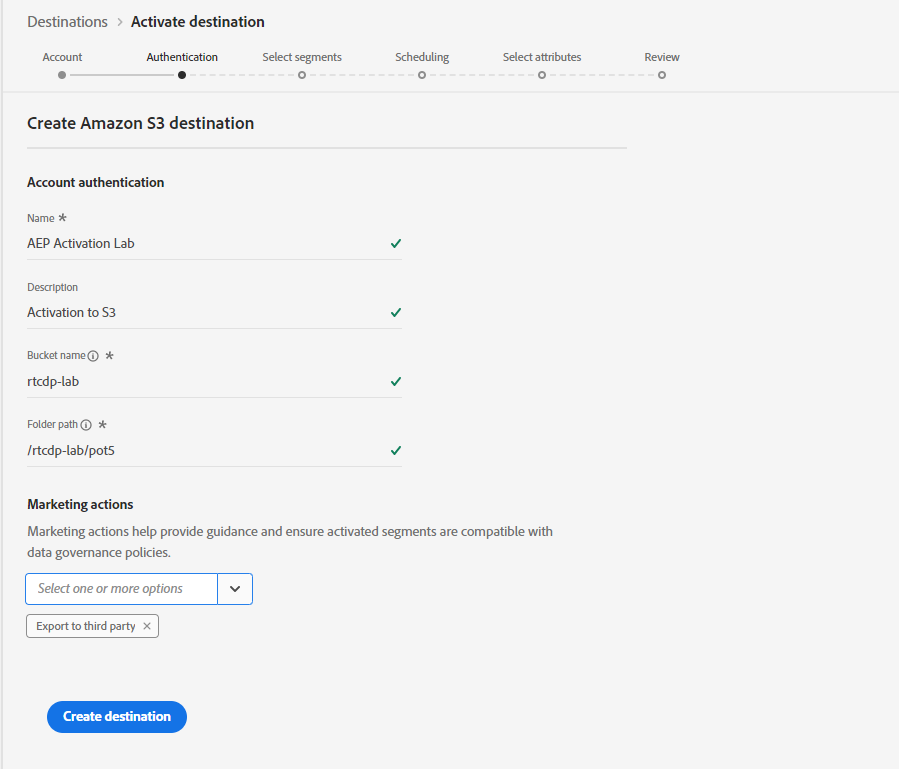 Destinations > Activate destination
Account Authentication Select segments Scheduling Select attributes Review
Create Amazon S3 destination
Account authentication
Name *
AEP Activation Lab
Description
Activation to S3
Bucket name ⓘ *
rtcdp-lab
Folder path ⓘ *
/rtcdp-lab/pot5
Marketing actions
Marketing actions help provide guidance and ensure activated segments are compatible with
data governance policies.
Select one or more options
Export to third party ×
Create destination